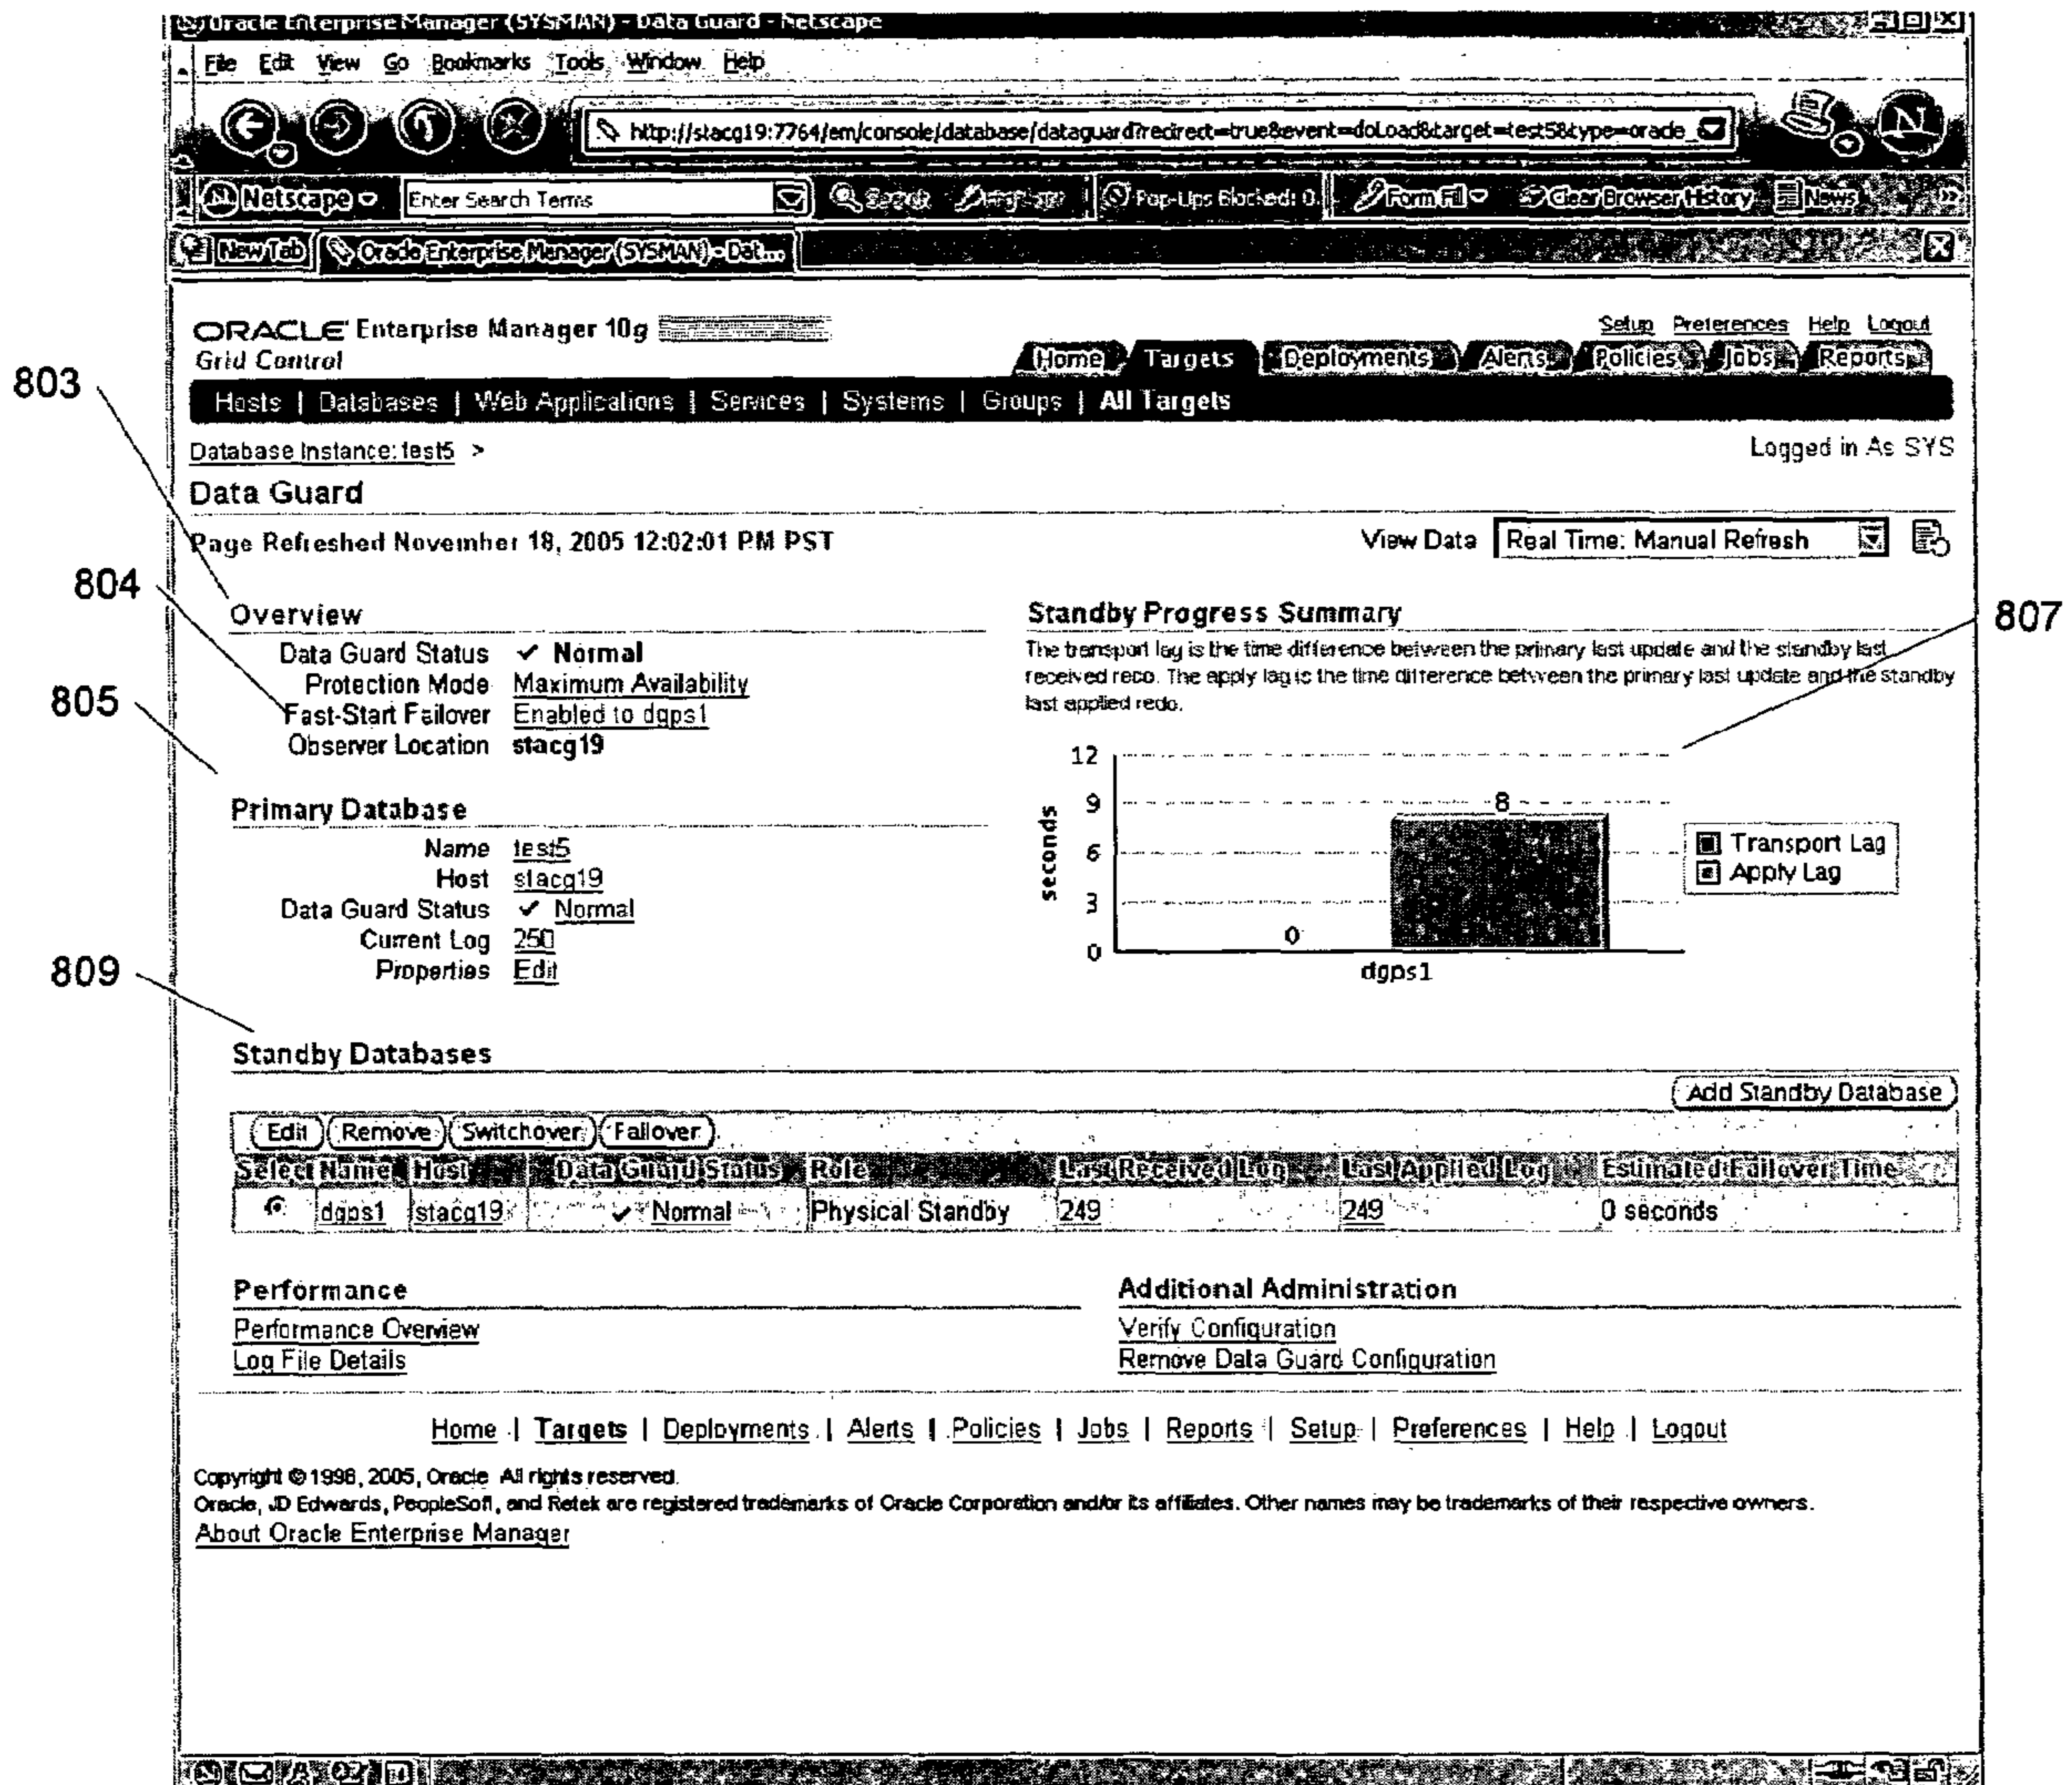 Oracle Enterprise Manager (SYSMAN) - Data Guard - Netscape
File Edit View Go Bookmarks Tools Window Help
http://stacg19:7764/em/console/database/dataguard?redirect=true&event=doLoad&target=test5&type=oracle_
Netscape Enter Search Terms Search Pop-Ups Blocked: 0 Form Fill Clear Browser History News
New Tab Oracle Enterprise Manager (SYSMAN) - Dat...
ORACLE Enterprise Manager 10g
Grid Control
Setup Preferences Help Logout
Home Targets Deployments Alerts Policies Jobs Reports
803
Hosts | Databases | Web Applications | Services | Systems | Groups | All Targets
Database Instance: test5 >
Logged in As SYS
Data Guard
Page Refreshed November 18, 2005 12:02:01 PM PST
View Data Real Time: Manual Refresh
804
Overview
Data Guard Status ✓ Normal
Protection Mode Maximum Availability
Fast-Start Failover Enabled to dgps1
Observer Location stacg19
805
Primary Database
Name test5
Host stacg19
Data Guard Status ✓ Normal
Current Log 250
Properties Edit
Standby Progress Summary
807
The transport lag is the time difference between the primary last update and the standby last
received redo. The apply lag is the time difference between the primary last update and the standby
last applied redo.
12
9
6
3
0
seconds
0
8
dgps1
Transport Lag
Apply Lag
809
Standby Databases
Add Standby Database
Edit Remove Switchover Failover
Select Name Host Data Guard Status Role Last Received Log Last Applied Log Estimated Failover Time
dgps1 stacg19 ✓ Normal Physical Standby 249 249 0 seconds
Performance
Performance Overview
Log File Details
Additional Administration
Verify Configuration
Remove Data Guard Configuration
Home | Targets | Deployments | Alerts | Policies | Jobs | Reports | Setup | Preferences | Help | Logout
Copyright © 1996, 2005, Oracle All rights reserved.
Oracle, JD Edwards, PeopleSoft, and Retek are registered trademarks of Oracle Corporation and/or its affiliates. Other names may be trademarks of their respective owners.
About Oracle Enterprise Manager